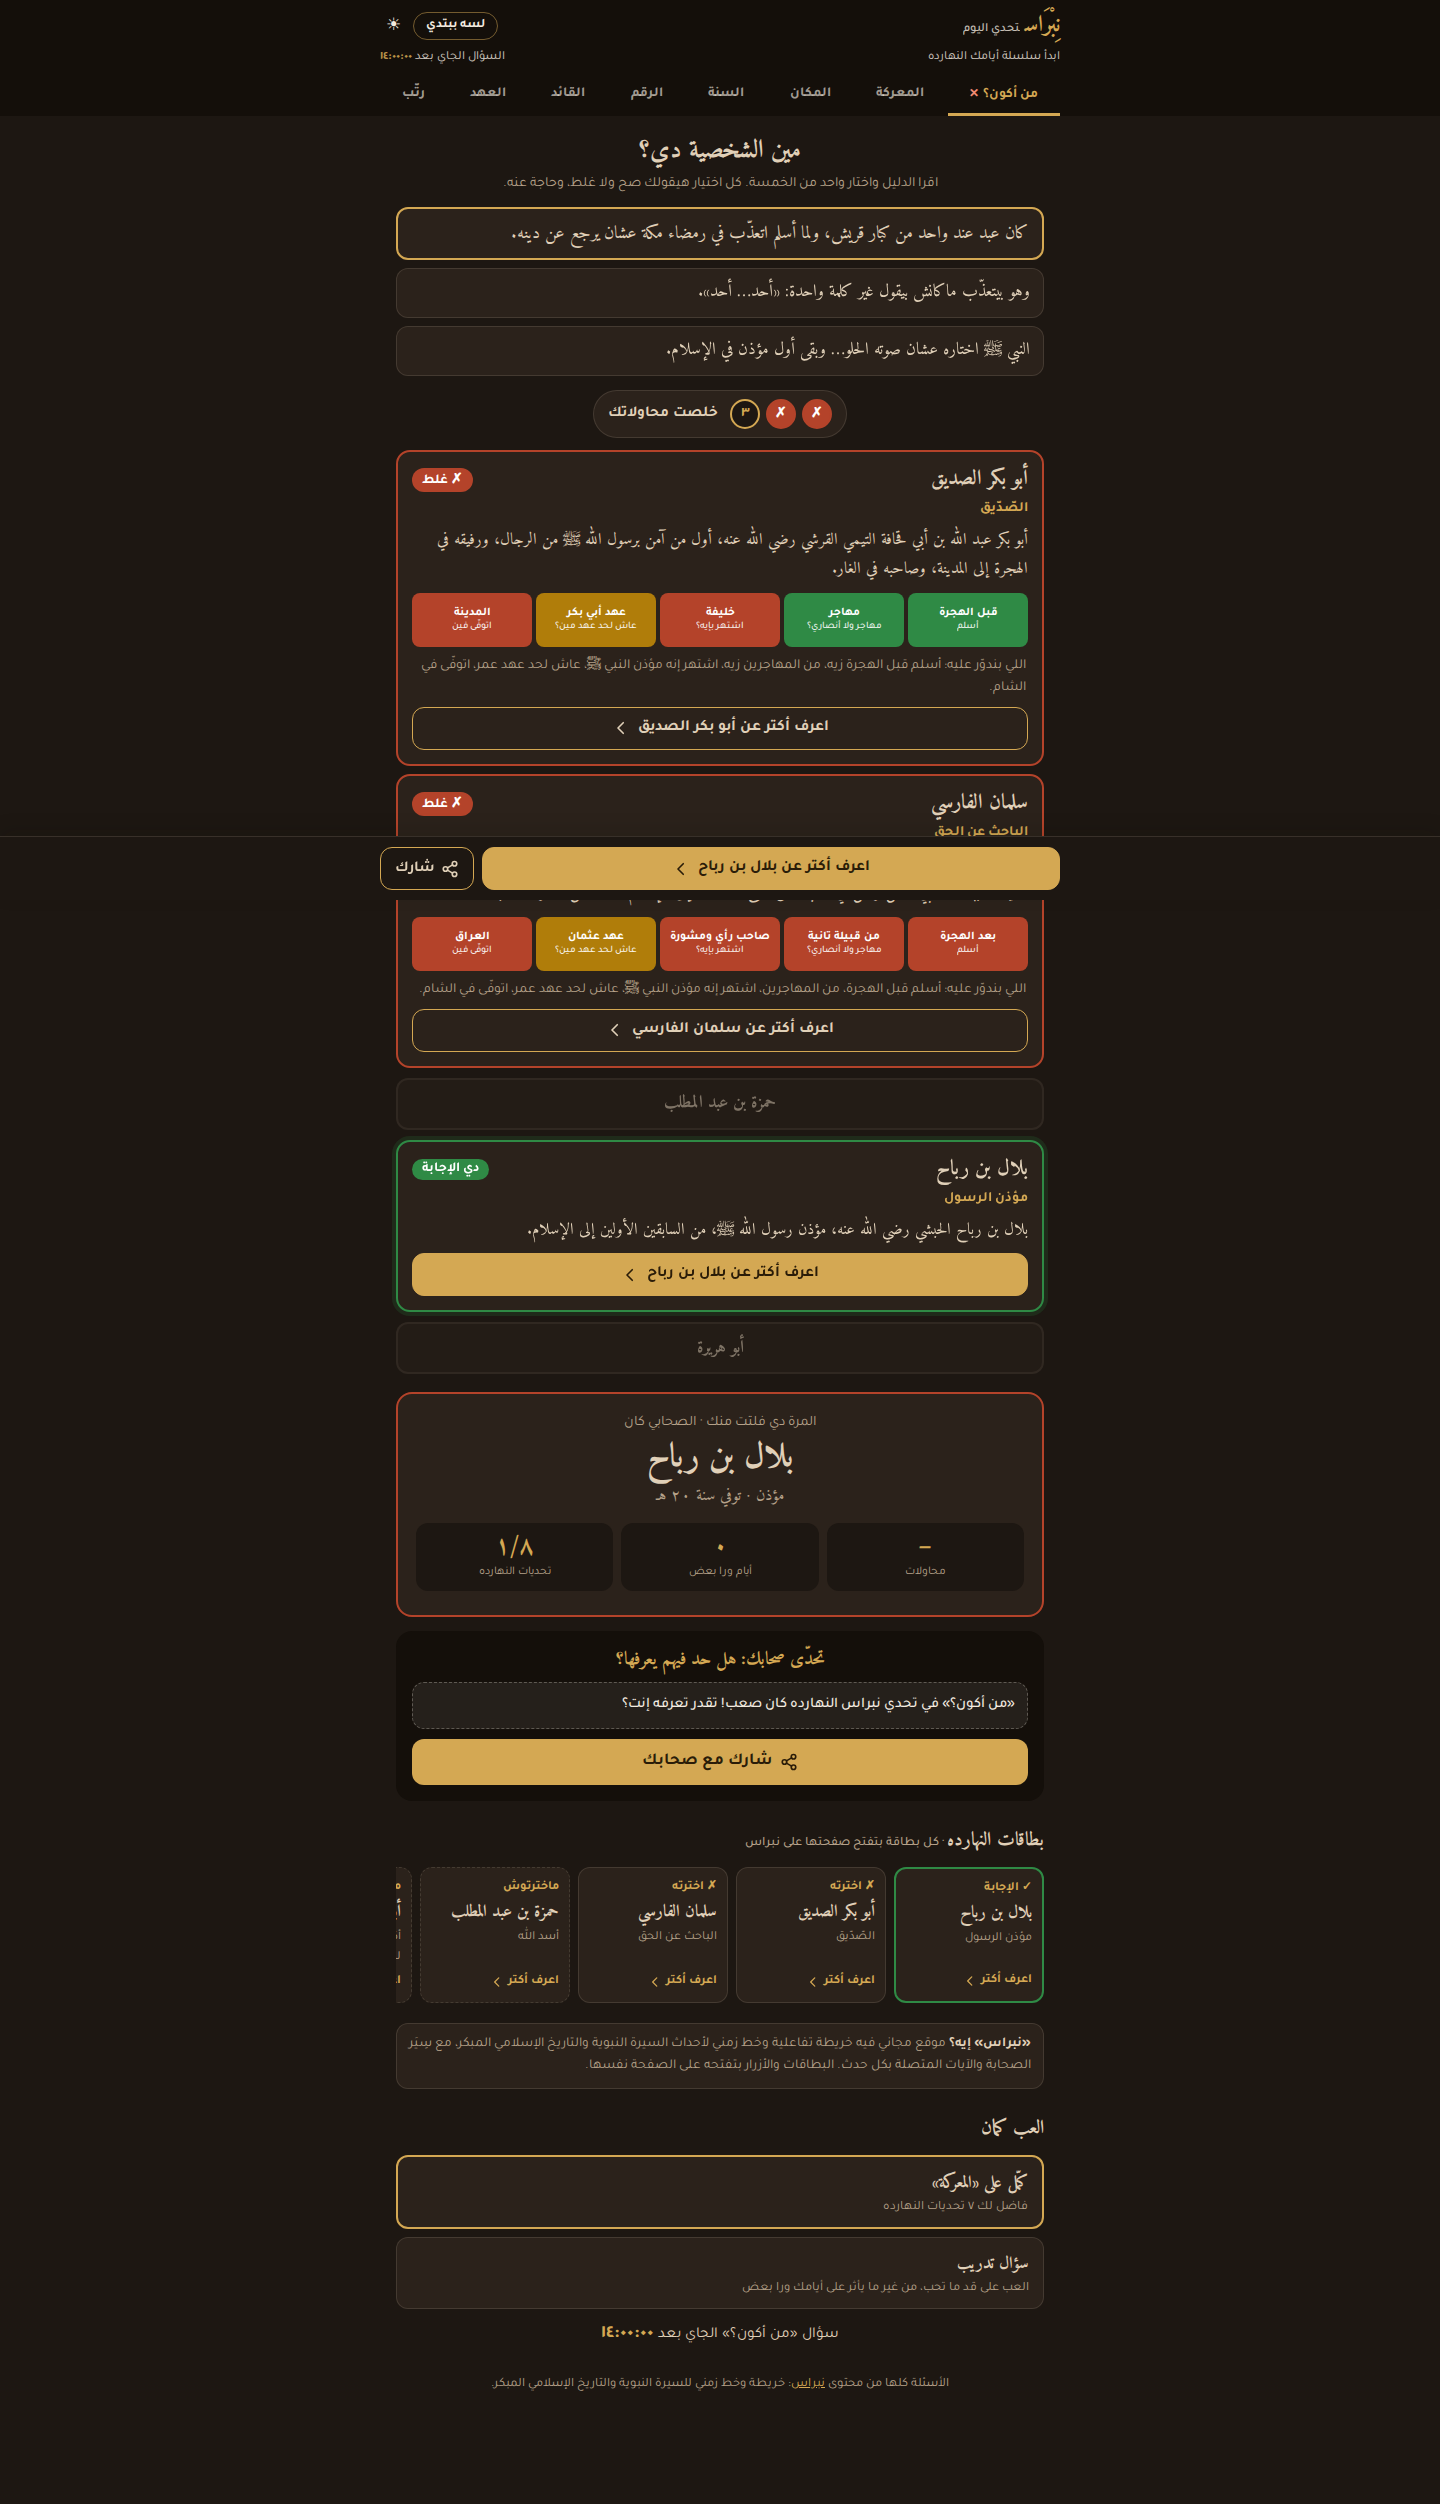 نِبْرَاس تحدي اليوم
لسه بيبتدي
☀
ابدأ سلسلة أيامك النهارده
السؤال الجاي بعد ١٤:٠٠:٠٠
من أكون؟ ✕
المعركة
المكان
السنة
الرقم
القائد
العهد
رتّب
مين الشخصية دي؟
اقرا الدليل واختار واحد من الخمسة. كل اختيار هيقولك صح ولا غلط، وحاجة عنه.
كان عبد عند واحد من كبار قريش، ولما أسلم اتعذّب في رمضاء مكة عشان يرجع عن دينه.
وهو بيتعذّب ماكانش بيقول غير كلمة واحدة: «أحد… أحد».
النبي ﷺ اختاره عشان صوته الحلو… وبقى أول مؤذن في الإسلام.
✗ ✗ ٣ خلصت محاولاتك
أبو بكر الصديق
✗ غلط
الصّدّيق
أبو بكر عبد الله بن أبي قحافة التيمي القرشي رضي الله عنه، أول من آمن برسول الله ﷺ من الرجال، ورفيقه في
الهجرة إلى المدينة، وصاحبه في الغار.
قبل الهجرة
أسلم
مهاجر
مهاجر ولا أنصاري؟
خليفة
اشتهر بإيه؟
عهد أبي بكر
عاش لحد عهد مين؟
المدينة
اتوفّى فين
اللي بندوّر عليه: أسلم قبل الهجرة زيه، من المهاجرين زيه، اشتهر إنه مؤذن النبي ﷺ، عاش لحد عهد عمر، اتوفّى في
الشام.
اعرف أكتر عن أبو بكر الصديق
سلمان الفارسي
✗ غلط
الباحث عن الحق
اعرف أكتر عن بلال بن رباح
شارك
بعد الهجرة
أسلم
من قبيلة تانية
مهاجر ولا أنصاري؟
صاحب رأي ومشورة
اشتهر بإيه؟
عهد عثمان
عاش لحد عهد مين؟
العراق
اتوفّى فين
اللي بندوّر عليه: أسلم قبل الهجرة، من المهاجرين، اشتهر إنه مؤذن النبي ﷺ، عاش لحد عهد عمر، اتوفّى في الشام.
اعرف أكتر عن سلمان الفارسي
حمزة بن عبد المطلب
بلال بن رباح
دي الإجابة
مؤذن الرسول
بلال بن رباح الحبشي رضي الله عنه، مؤذن رسول الله ﷺ، من السابقين الأولين إلى الإسلام.
اعرف أكتر عن بلال بن رباح
أبو هريرة
المرة دي فلتت منك · الصحابي كان
بلال بن رباح
مؤذن · توفي سنة ٢٠ هـ
–
محاولات
٠
أيام ورا بعض
١/٨
تحديات النهارده
تحدّى صحابك: هل حد فيهم يعرفها؟
«من أكون؟» في تحدي نبراس النهارده كان صعب! تقدر تعرفه إنت؟
شارك مع صحابك
بطاقات النهارده · كل بطاقة بتفتح صفحتها على نبراس
✓ الإجابة
بلال بن رباح
مؤذن الرسول
اعرف أكتر
✗ اخترته
أبو بكر الصديق
الصّدّيق
اعرف أكتر
✗ اخترته
سلمان الفارسي
الباحث عن الحق
اعرف أكتر
ماخترتوش
حمزة بن عبد المطلب
أسد الله
اعرف أكتر
«نبراس» إيه؟ موقع مجاني فيه خريطة تفاعلية وخط زمني لأحداث السيرة النبوية والتاريخ الإسلامي المبكر، مع سِيَر
الصحابة والآيات المتصلة بكل حدث. البطاقات والأزرار بتفتحه على الصفحة نفسها.
العب كمان
كمّل على «المعركة»
فاضل لك ٧ تحديات النهارده
سؤال تدريب
العب على قد ما تحب، من غير ما يأثر على أيامك ورا بعض
سؤال «من أكون؟» الجاي بعد ١٤:٠٠:٠٠
الأسئلة كلها من محتوى نبراس: خريطة وخط زمني للسيرة النبوية والتاريخ الإسلامي المبكر.